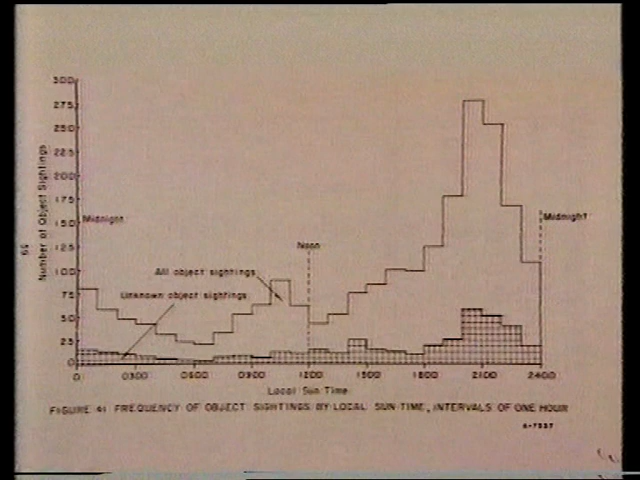 300
275
250
225
200
175
150
125
100
75
50
25
0
Number of Object Sightings
59
Midnight
Noon
Midnight
All object sightings
Unknown object sightings
0 0300 0600 0900 1200 1500 1800 2100 2400
Local Sun Time
FIGURE 41 FREQUENCY OF OBJECT SIGHTINGS BY LOCAL SUN TIME, INTERVALS OF ONE HOUR